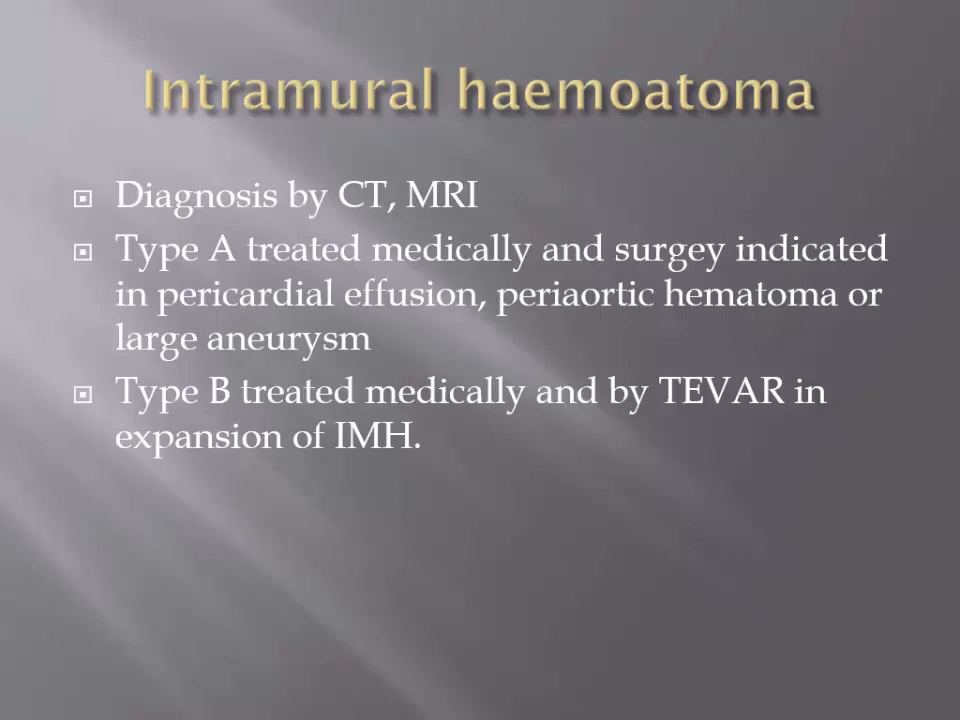 Intramural haemoatoma
Diagnosis by CT, MRI
Type A treated medically and surgey indicated
in pericardial effusion, periaortic hematoma or
large aneurysm
Type B treated medically and by TEVAR in
expansion of IMH.